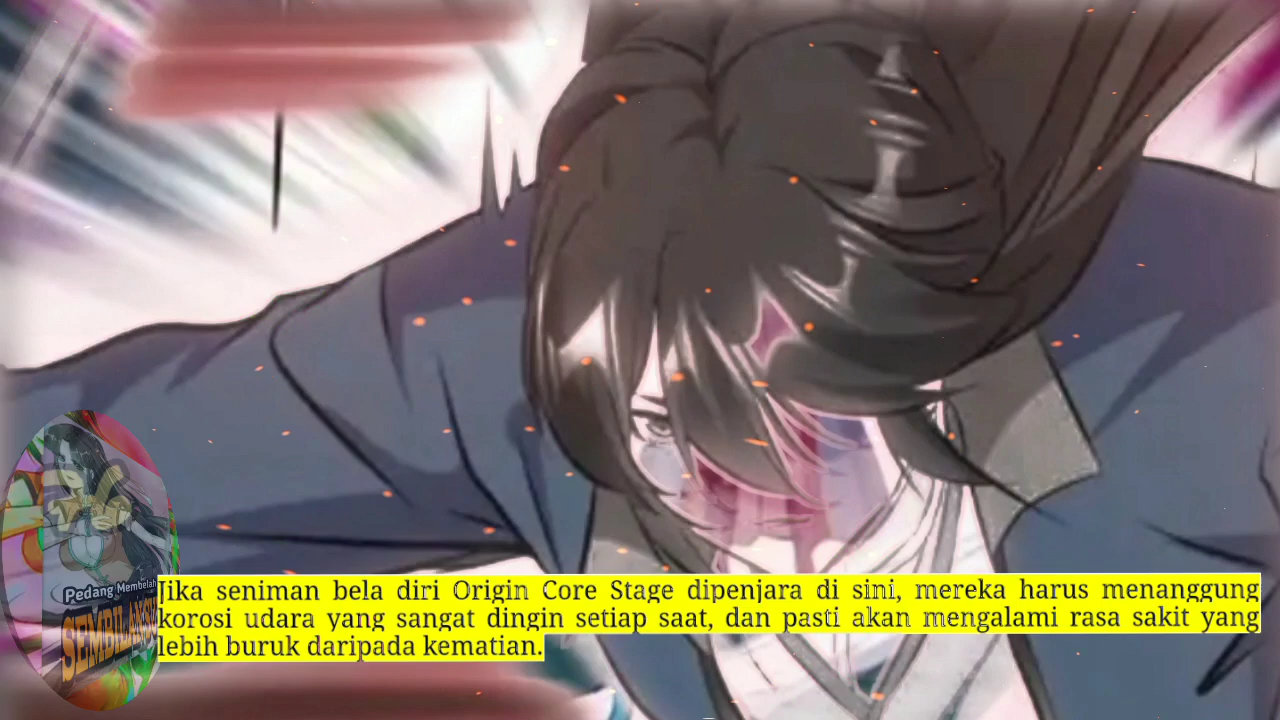 Jika seniman bela diri Origin Core Stage dipenjara di sini, mereka harus menanggung
korosi udara yang sangat dingin setiap saat, dan pasti akan mengalami rasa sakit yang
lebih buruk daripada kematian.
Pedang Membelah